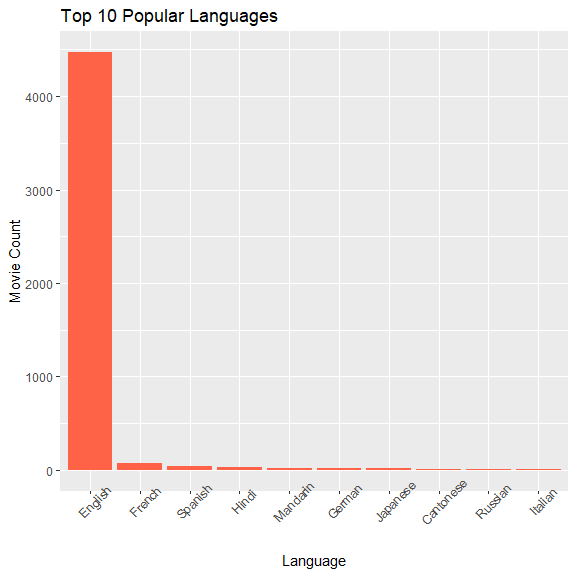 Top 10 Popular Languages
Movie Count
4000
3000
2000
1000
0
English French Spanish Hindi Mandarin German Japanese Cantonese Russian Italian
Language